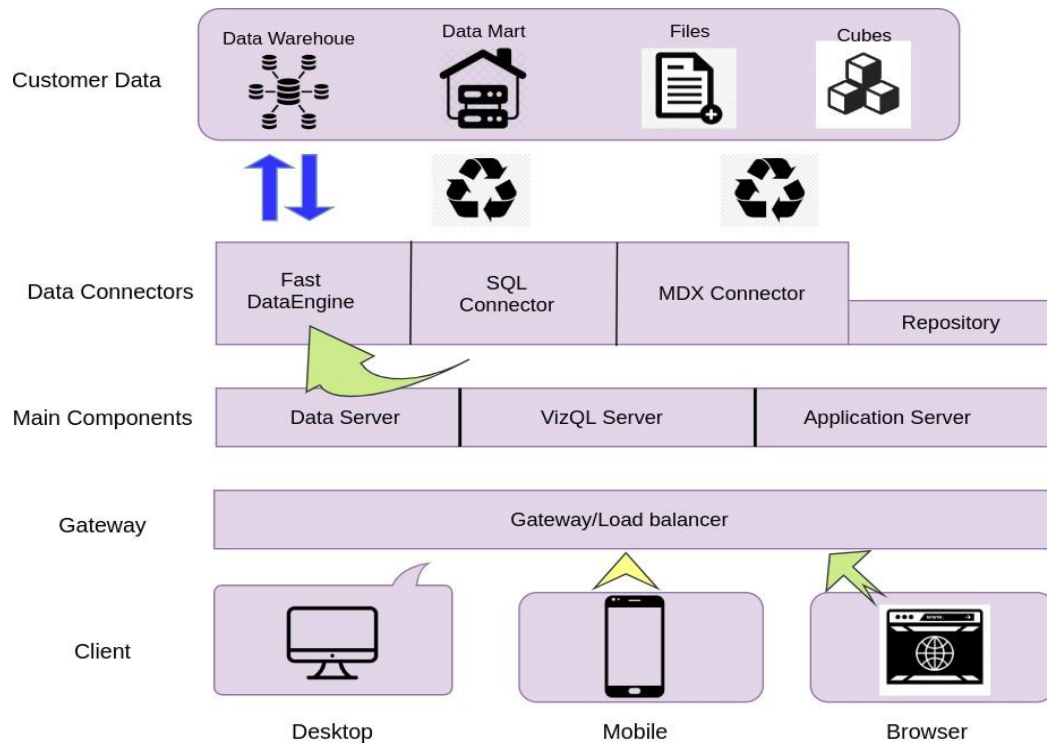 Data Warehoue
Data Mart
Files
Cubes
Customer Data
Data Connectors
Fast
DataEngine
SQL
Connector
MDX Connector
Repository
Main Components
Data Server
VizQL Server
Application Server
Gateway
Gateway/Load balancer
Client
www.
Desktop
Mobile
Browser